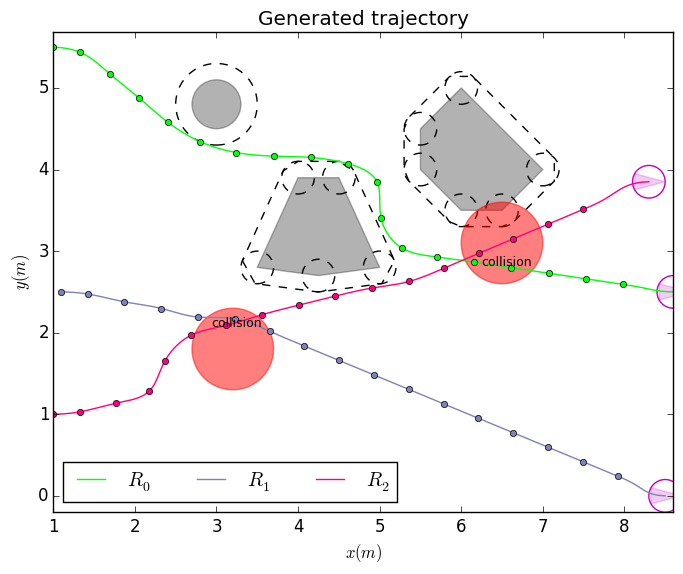 Generated trajectory
5
4
3
2
1
0
y(m)
collision
collision
R0
R1
R2
1
2
3
4
5
6
7
8
x(m)